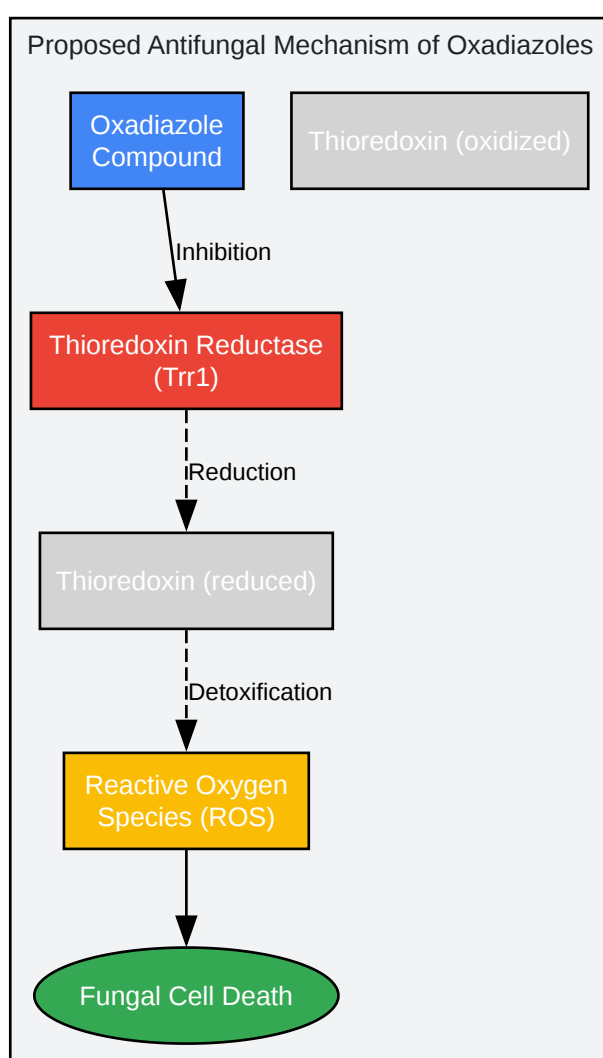 Proposed Antifungal Mechanism of Oxadiazoles
Oxadiazole
Compound
Thioredoxin (oxidized)
Inhibition
Thioredoxin Reductase
(Trr1)
Reduction
Thioredoxin (reduced)
Detoxification
Reactive Oxygen
Species (ROS)
Fungal Cell Death